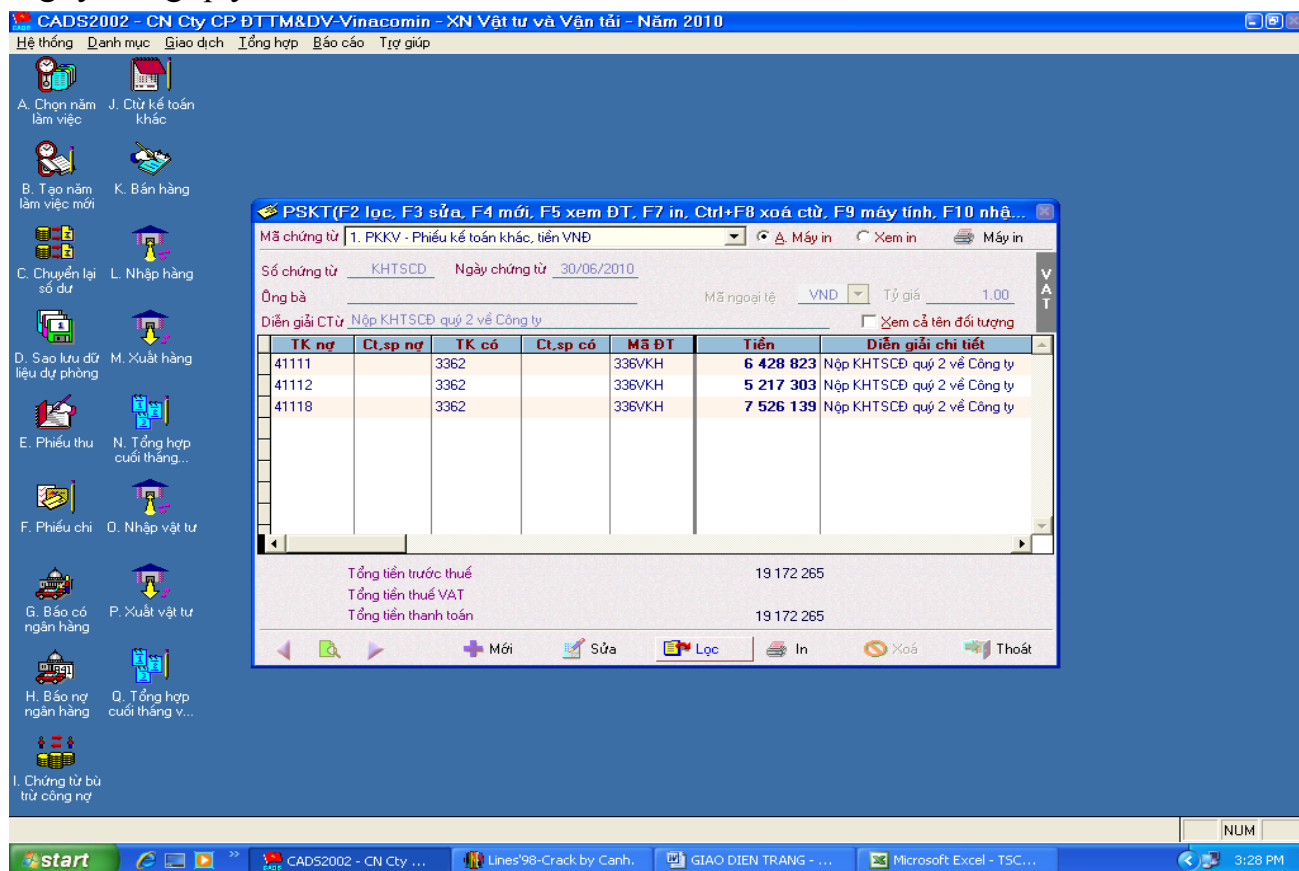 CADS2002 - CN Cty CP ĐTTM&DV-Vinacomin - XN Vật tư và Vận tải - Năm 2010
Hệ thống Danh mục Giao dịch Tổng hợp Báo cáo Trợ giúp
A. Chọn năm làm việc
J. Ctừ kế toán khác
B. Tạo năm làm việc mới
K. Bán hàng
C. Chuyển lại số dư
L. Nhập hàng
D. Sao lưu dữ liệu dự phòng
M. Xuất hàng
E. Phiếu thu
N. Tổng hợp cuối tháng...
F. Phiếu chi
O. Nhập vật tư
G. Báo có ngân hàng
P. Xuất vật tư
H. Báo nợ ngân hàng
Q. Tổng hợp cuối tháng v...
I. Chứng từ bù trừ công nợ
PSKT(F2 lọc, F3 sửa, F4 mới, F5 xem ĐT, F7 in, Ctrl+F8 xoá ctừ, F9 máy tính, F10 nhậ...
Mã chứng từ 1. PKKV - Phiếu kế toán khác, tiền VNĐ A. Máy in Xem in Máy in
Số chứng từ KHTSCD Ngày chứng từ 30/06/2010
Ông bà Mã ngoại tệ VND Tỷ giá 1.00
Diễn giải CTừ Nộp KHTSCĐ quý 2 về Công ty Xem cả tên đối tượng
VAT
TK nợ Ct,sp nợ TK có Ct,sp có Mã ĐT Tiền Diễn giải chi tiết
41111 3362 336VKH 6 428 823 Nộp KHTSCĐ quý 2 về Công ty
41112 3362 336VKH 5 217 303 Nộp KHTSCĐ quý 2 về Công ty
41118 3362 336VKH 7 526 139 Nộp KHTSCĐ quý 2 về Công ty
Tổng tiền trước thuế 19 172 265
Tổng tiền thuế VAT
Tổng tiền thanh toán 19 172 265
Mới Sửa Lọc In Xoá Thoát
NUM
start CADS2002 - CN Cty ... Lines'98-Crack by Canh. GIAO DIEN TRANG - ... Microsoft Excel - TSC... 3:28 PM